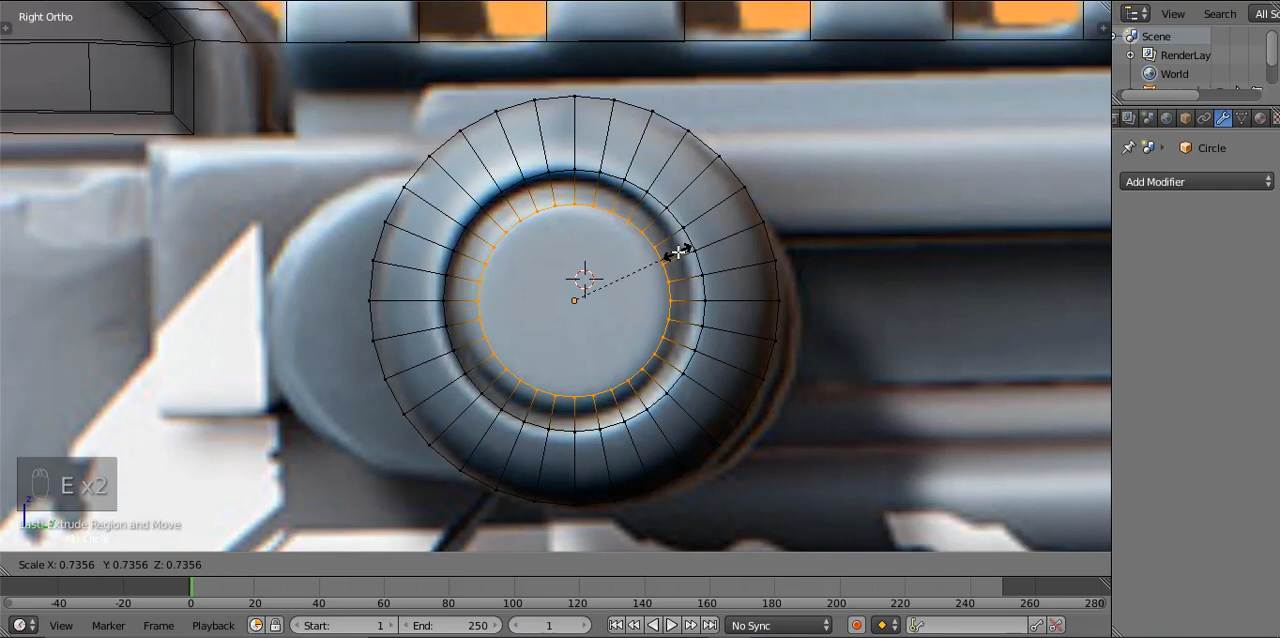 Right Ortho
View Search All Sc
Scene
RenderLay
World
Circle
Add Modifier
E x2
z
Last: Extrude Region and Move
Circle
Scale X: 0.7356 Y: 0.7356 Z: 0.7356
-40 -20 0 20 40 60 80 100 120 140 160 180 200 220 240 260 280
View Marker Frame Playback Start: 1 End: 250 1 No Sync